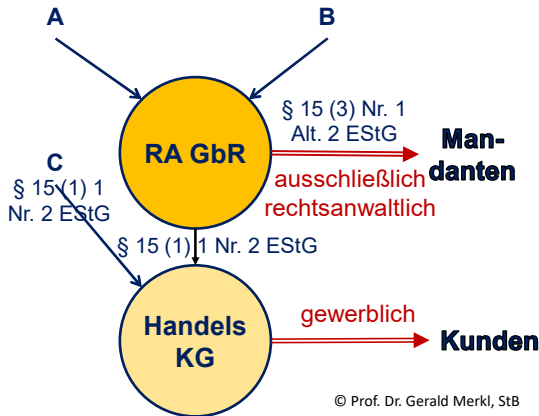 A
B
RA GbR
§ 15 (3) Nr. 1
Alt. 2 EStG
Man-
danten
ausschließlich
rechtsanwaltlich
C
§ 15 (1) 1
Nr. 2 EStG
§ 15 (1) 1 Nr. 2 EStG
Handels
KG
gewerblich
Kunden
© Prof. Dr. Gerald Merkl, StB